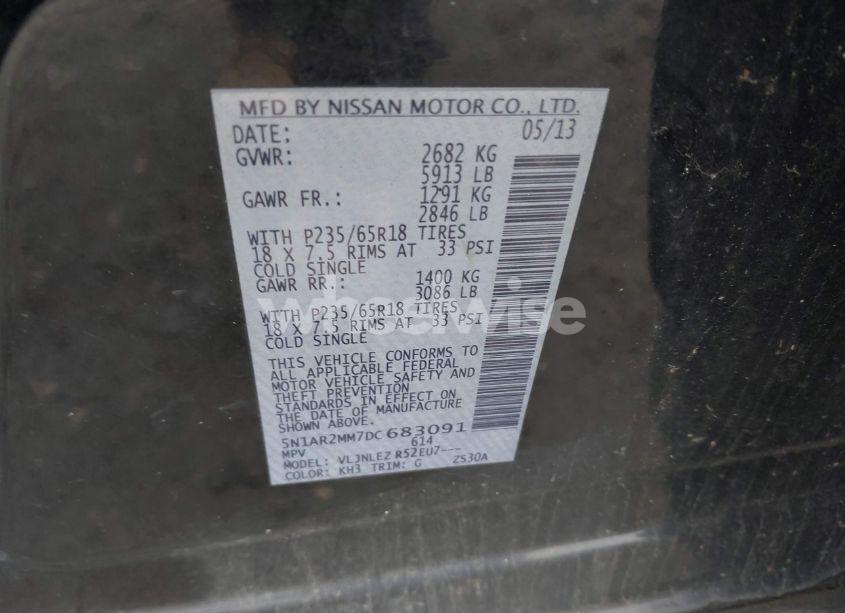 MFD BY NISSAN MOTOR CO., LTD.
DATE: 05/13
GVWR: 2682 KG
5913 LB
GAWR FR.: 1291 KG
2846 LB
WITH P235/65R18 TIRES
18 X 7.5 RIMS AT 33 PSI
COLD SINGLE
GAWR RR.: 1400 KG
3086 LB
WITH P235/65R18 TIRES
18 X 7.5 RIMS AT 33 PSI
COLD SINGLE
wheelwise
THIS VEHICLE CONFORMS TO
ALL APPLICABLE FEDERAL
MOTOR VEHICLE SAFETY AND
THEFT PREVENTION
STANDARDS IN EFFECT ON
THE DATE OF MANUFACTURE
SHOWN ABOVE.
5N1AR2MM7DC683091
MPV 614
MODEL: VLJNLEZ R52EU7---
COLOR: KH3 TRIM: G ZS30A